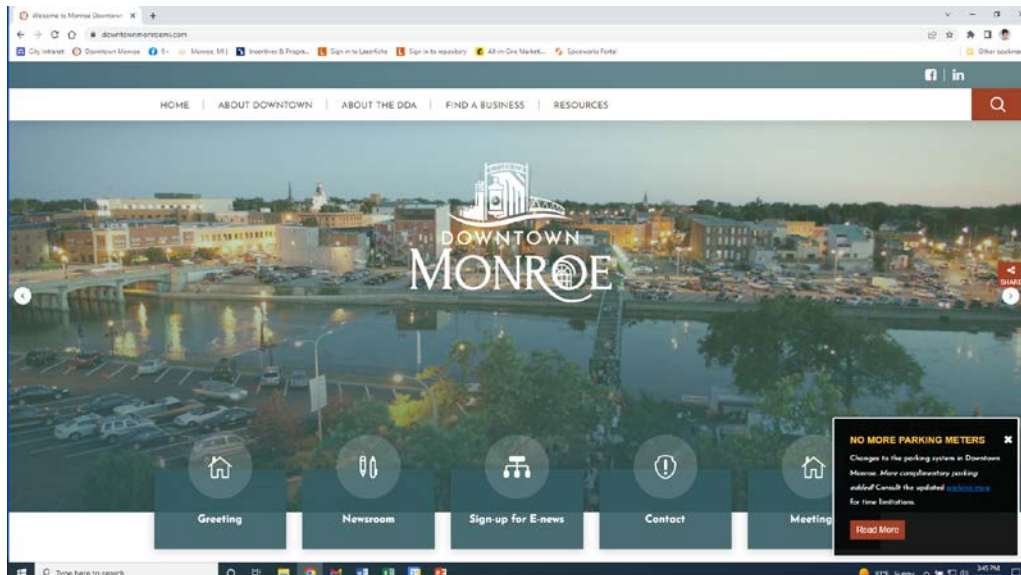 Welcome to Monroe Downtown
downtownmonroemi.com
City Intranet
Downtown Monroe
Monroe, MI |
Incentives & Progra...
Sign in to Laserfiche
Sign in to repository
All-in-One Market...
Spiceworks Portal
Other bookmar
in
HOME | ABOUT DOWNTOWN | ABOUT THE DDA | FIND A BUSINESS | RESOURCES
DOWNTOWN
MONROE
SHARE
NO MORE PARKING METERS
Changes to the parking system in Downtown
Monroe. More complimentary parking
added! Consult the updated parking map
for time limitations.
Read More
Greeting
Newsroom
Sign-up for E-news
Contact
Meeting
Type here to search
Sunny
3:45 PM